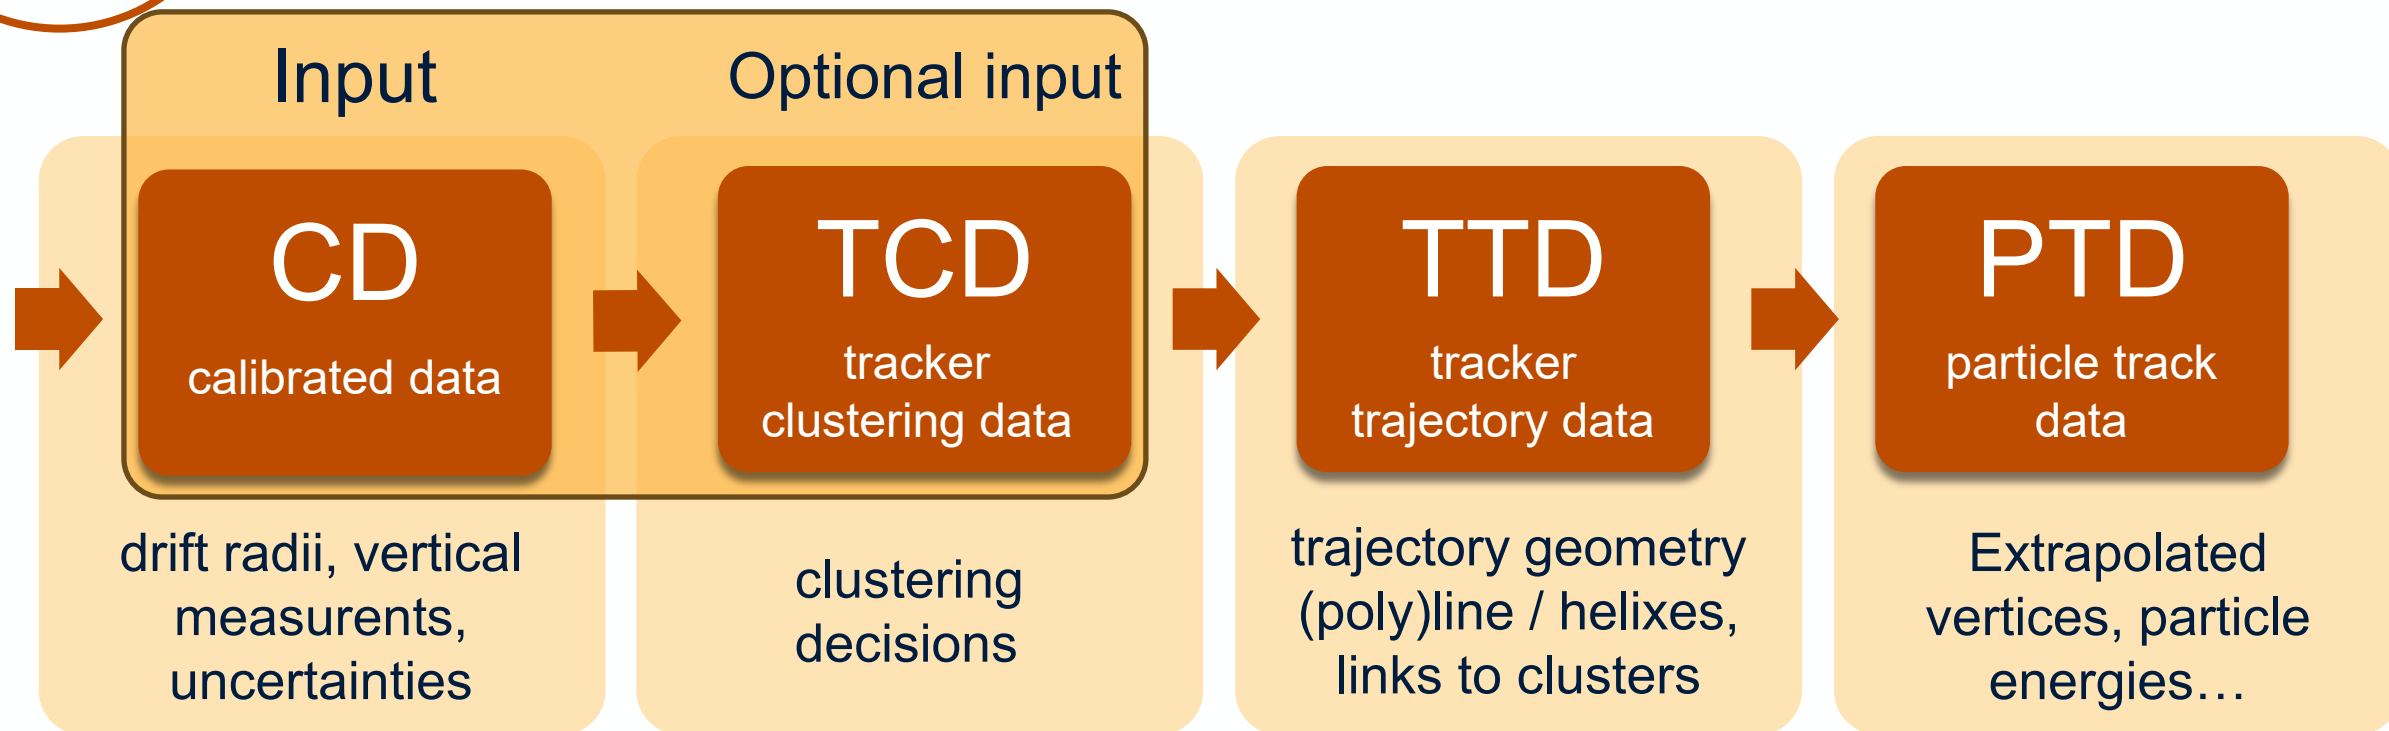 Input
Optional input
CD
calibrated data
TCD
tracker
clustering data
TTD
tracker
trajectory data
PTD
particle track
data
drift radii, vertical
measurents,
uncertainties
clustering
decisions
trajectory geometry
(poly)line / helixes,
links to clusters
Extrapolated
vertices, particle
energies…